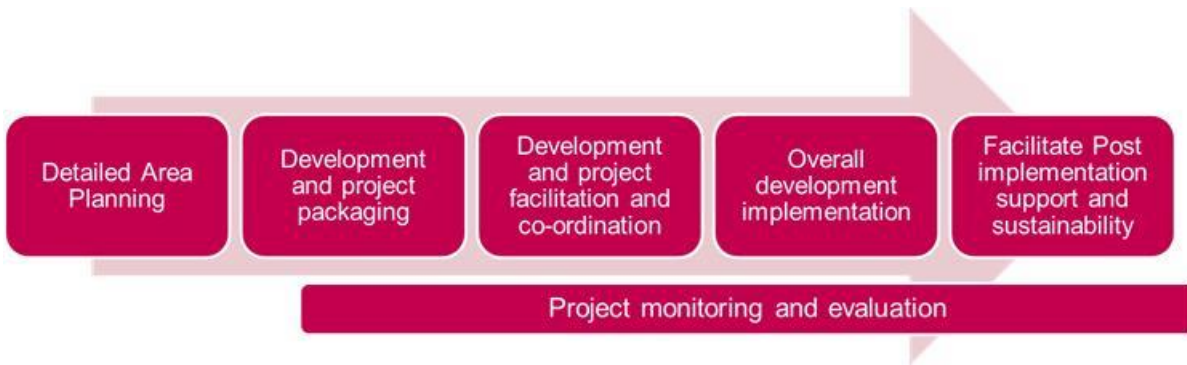 Detailed Area
Planning
Development
and project
packaging
Development
and project
facilitation and
co-ordination
Overall
development
implementation
Facilitate Post
implementation
support and
sustainability
Project monitoring and evaluation